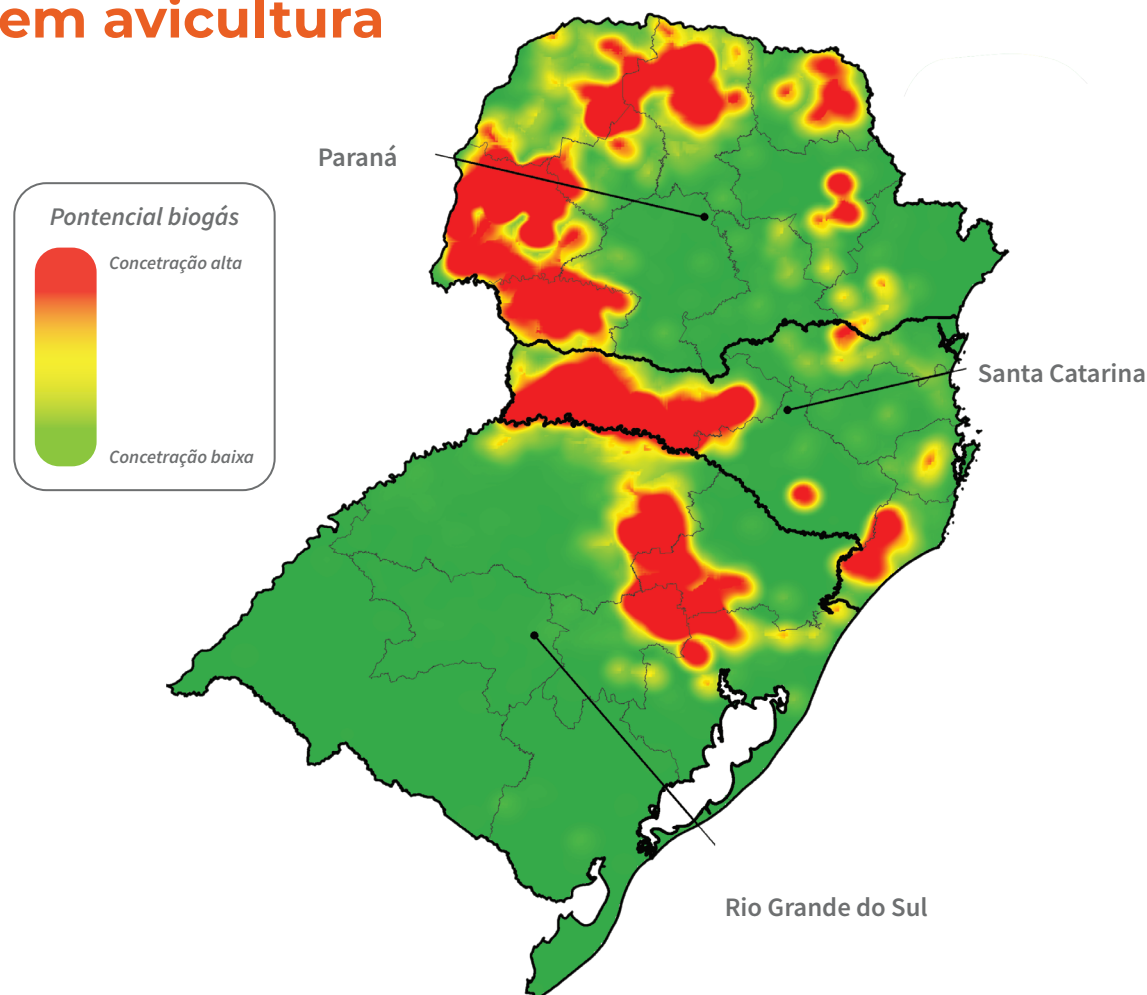 em avicultura
Paraná
Pontencial biogás
Concetração alta
Concetração baixa
Santa Catarina
Rio Grande do Sul